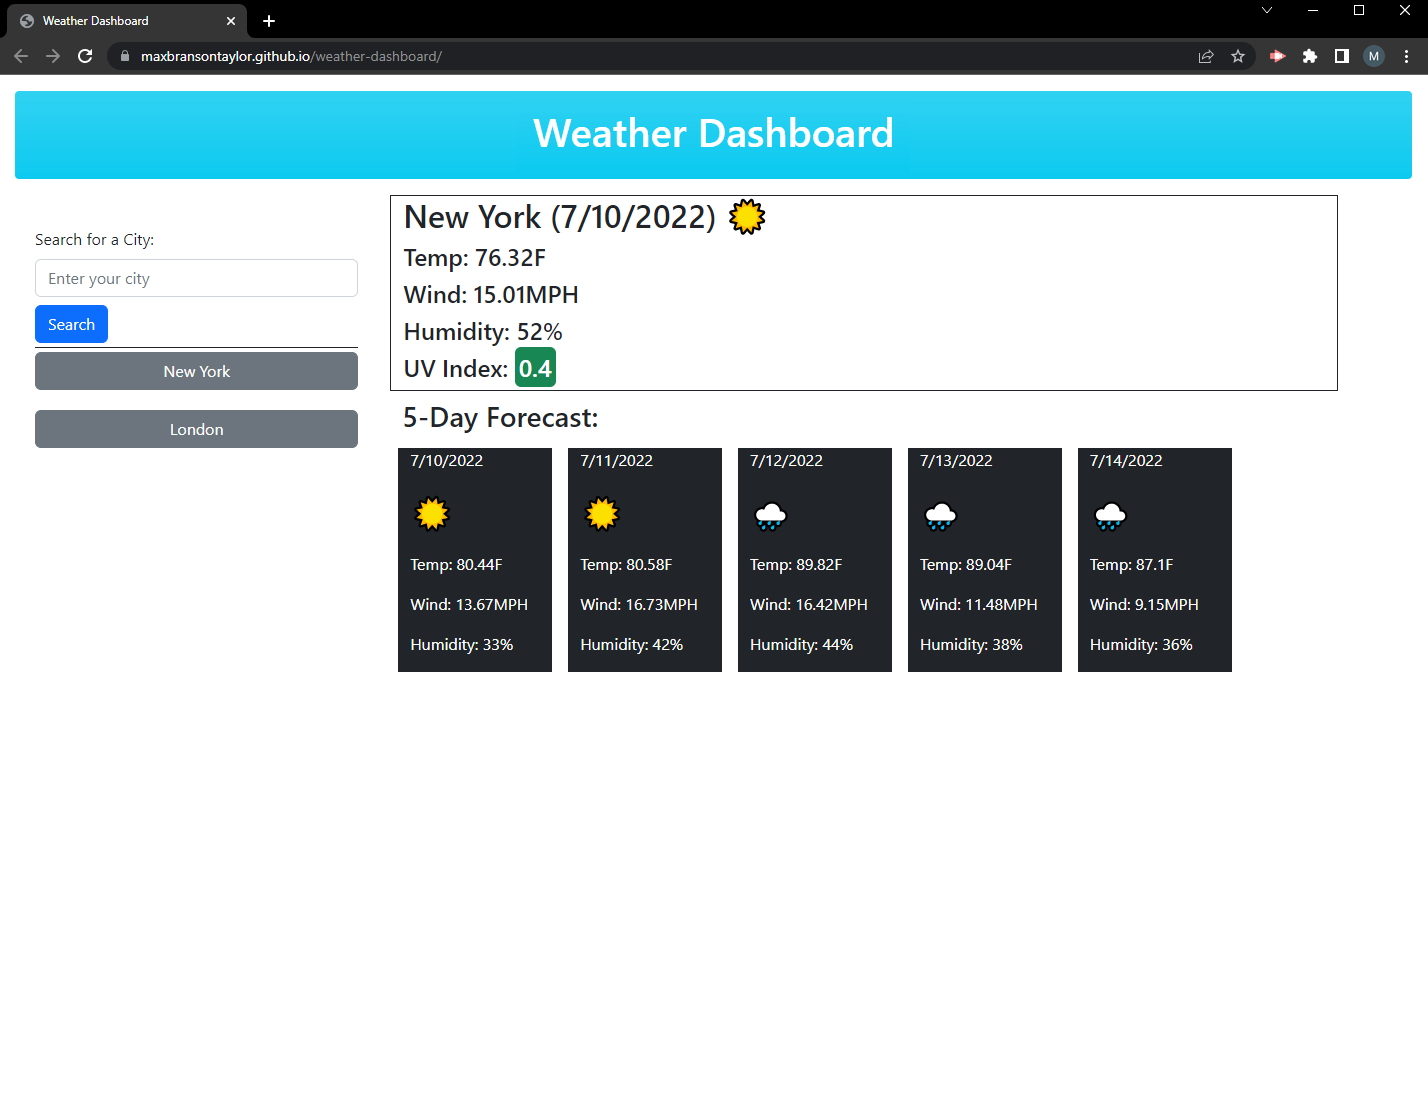 Weather Dashboard
maxbransontaylor.github.io/weather-dashboard/
M
Weather Dashboard
Search for a City:
Enter your city
Search
New York
London
New York (7/10/2022)
Temp: 76.32F
Wind: 15.01MPH
Humidity: 52%
UV Index: 0.4
5-Day Forecast:
7/10/2022
Temp: 80.44F
Wind: 13.67MPH
Humidity: 33%
7/11/2022
Temp: 80.58F
Wind: 16.73MPH
Humidity: 42%
7/12/2022
Temp: 89.82F
Wind: 16.42MPH
Humidity: 44%
7/13/2022
Temp: 89.04F
Wind: 11.48MPH
Humidity: 38%
7/14/2022
Temp: 87.1F
Wind: 9.15MPH
Humidity: 36%